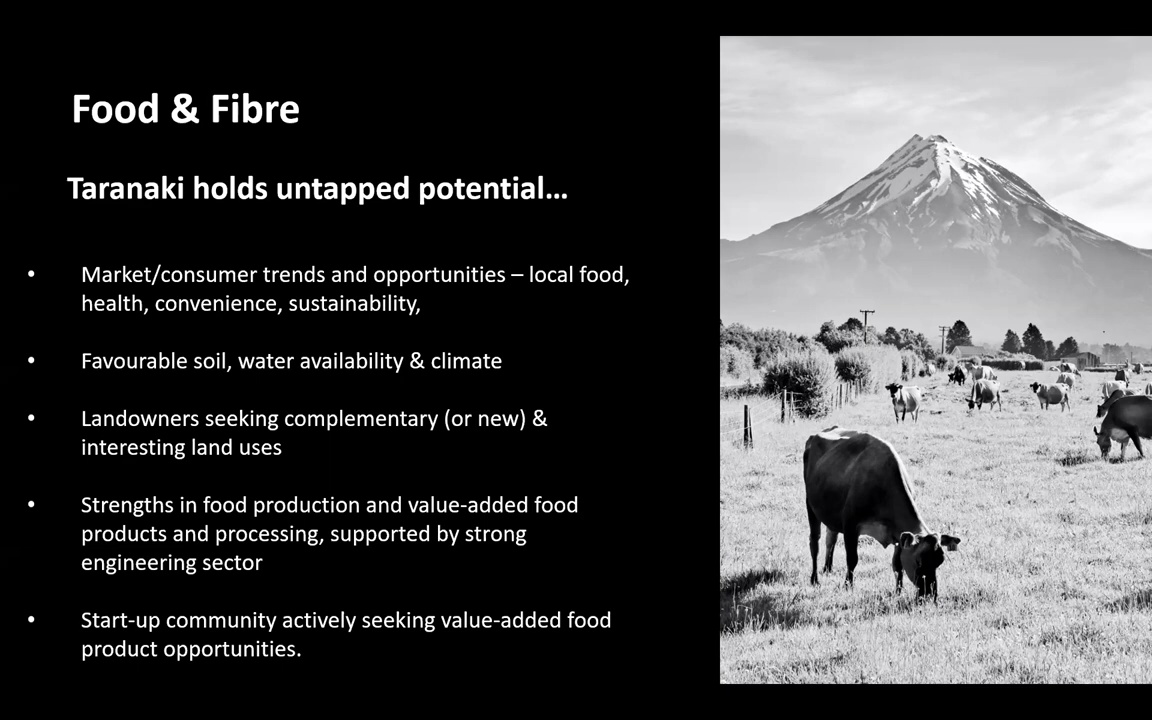 Food & Fibre
Taranaki holds untapped potential...
• Market/consumer trends and opportunities – local food,
health, convenience, sustainability,
• Favourable soil, water availability & climate
• Landowners seeking complementary (or new) &
interesting land uses
• Strengths in food production and value-added food
products and processing, supported by strong
engineering sector
• Start-up community actively seeking value-added food
product opportunities.